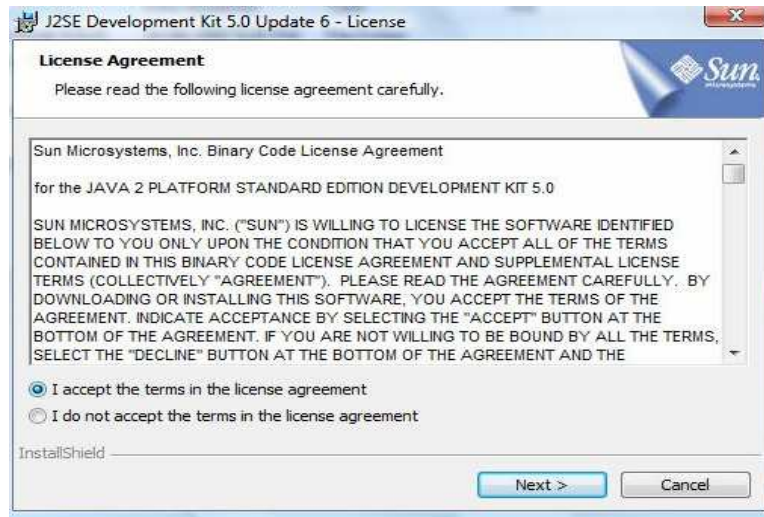 J2SE Development Kit 5.0 Update 6 - License
License Agreement
Please read the following license agreement carefully.
Sun
microsystems
Sun Microsystems, Inc. Binary Code License Agreement
for the JAVA 2 PLATFORM STANDARD EDITION DEVELOPMENT KIT 5.0
SUN MICROSYSTEMS, INC. ("SUN") IS WILLING TO LICENSE THE SOFTWARE IDENTIFIED
BELOW TO YOU ONLY UPON THE CONDITION THAT YOU ACCEPT ALL OF THE TERMS
CONTAINED IN THIS BINARY CODE LICENSE AGREEMENT AND SUPPLEMENTAL LICENSE
TERMS (COLLECTIVELY "AGREEMENT").  PLEASE READ THE AGREEMENT CAREFULLY.  BY
DOWNLOADING OR INSTALLING THIS SOFTWARE, YOU ACCEPT THE TERMS OF THE
AGREEMENT. INDICATE ACCEPTANCE BY SELECTING THE "ACCEPT" BUTTON AT THE
BOTTOM OF THE AGREEMENT. IF YOU ARE NOT WILLING TO BE BOUND BY ALL THE TERMS,
SELECT THE "DECLINE" BUTTON AT THE BOTTOM OF THE AGREEMENT AND THE
I accept the terms in the license agreement
I do not accept the terms in the license agreement
InstallShield
Next >
Cancel